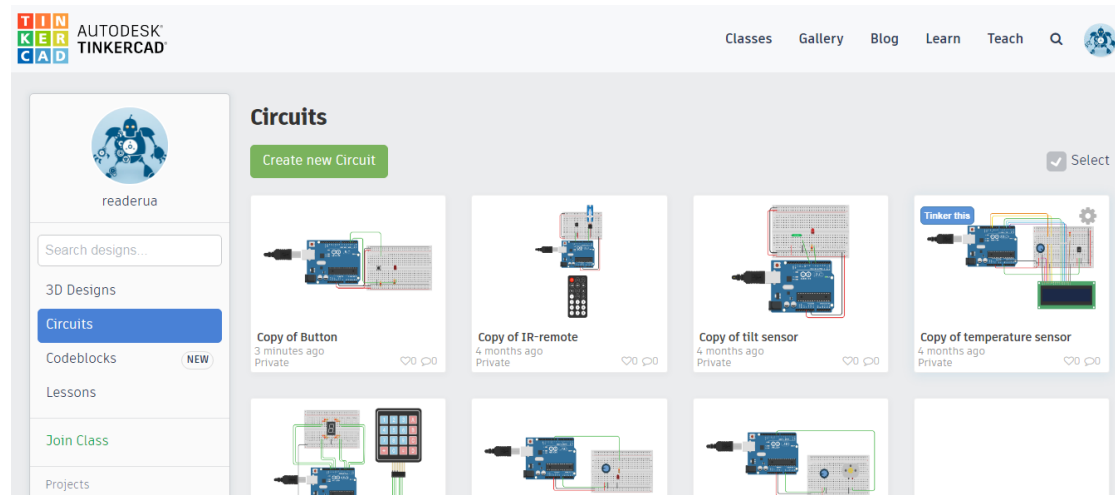 TIN
KER
CAD
AUTODESK®
TINKERCAD®
Classes Gallery Blog Learn Teach
readerua
Search designs...
3D Designs
Circuits
Codeblocks NEW
Lessons
Join Class
Projects
Circuits
Create new Circuit
Select
Copy of Button
3 minutes ago
Private 0 0
Copy of IR-remote
4 months ago
Private 0 0
Copy of tilt sensor
4 months ago
Private 0 0
Tinker this
Copy of temperature sensor
4 months ago
Private 0 0